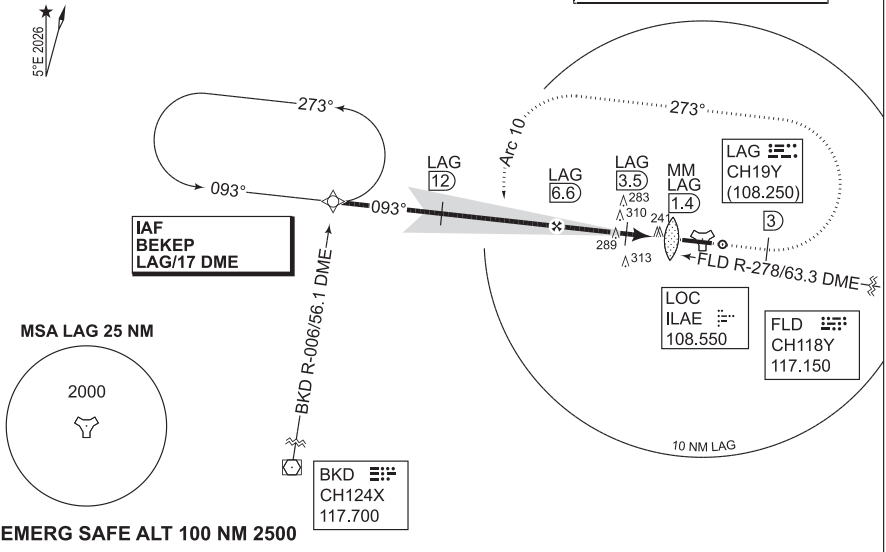 5°E 2026
273°
093°
IAF
BEKEP
LAG/17 DME
093°
LAG
12
Arc 10
273°
LAG
6.6
LAG
3.5
283
310
289
313
241
MM
LAG
1.4
LAG
CH19Y
(108.250)
3
FLD R-278/63.3 DME
LOC
ILAE
108.550
FLD
CH118Y
117.150
BKD R-006/56.1 DME
MSA LAG 25 NM
2000
10 NM LAG
BKD
CH124X
117.700
EMERG SAFE ALT 100 NM 2500